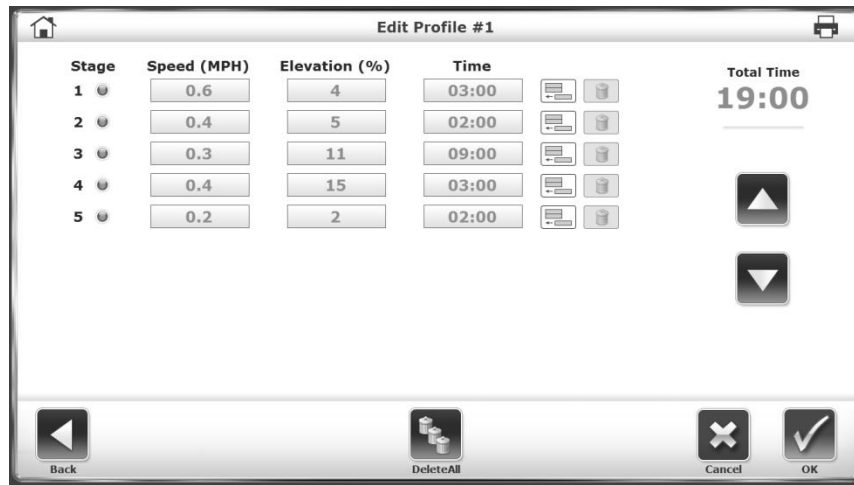 Edit Profile #1
Stage Speed (MPH) Elevation (%) Time
1 0.6 4 03:00
2 0.4 5 02:00
3 0.3 11 09:00
4 0.4 15 03:00
5 0.2 2 02:00
Total Time
19:00
Back DeleteAll Cancel OK